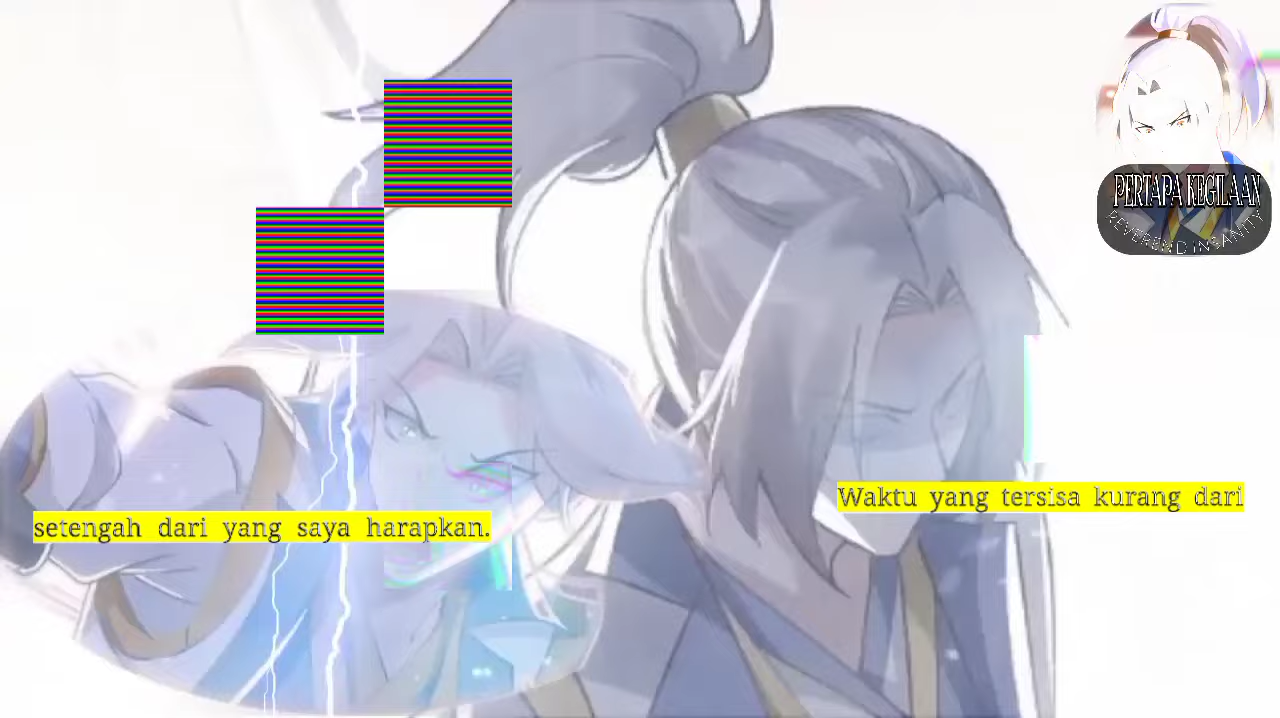 PERTAPA KEGILAAN
REVEREND INSANITY
Waktu yang tersisa kurang dari
setengah dari yang saya harapkan.